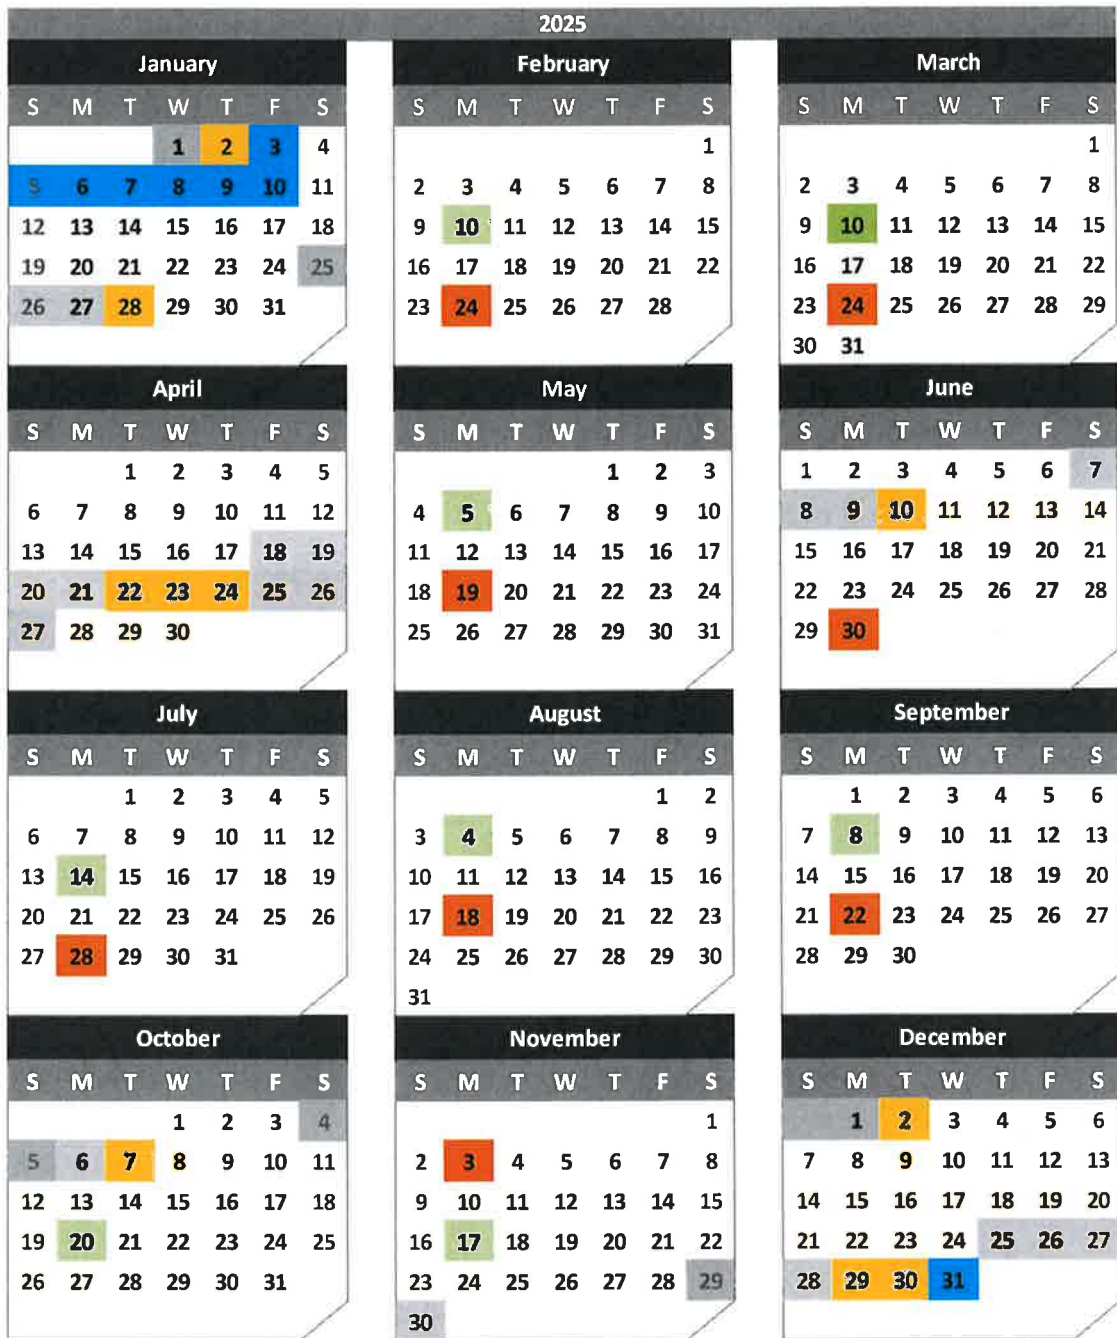 2025
January February March
S M T W T F S S M T W T F S S M T W T F S
1 2 3 4 1 1
5 6 7 8 9 10 11 2 3 4 5 6 7 8 2 3 4 5 6 7 8
12 13 14 15 16 17 18 9 10 11 12 13 14 15 9 10 11 12 13 14 15
19 20 21 22 23 24 25 16 17 18 19 20 21 22 16 17 18 19 20 21 22
26 27 28 29 30 31 23 24 25 26 27 28 23 24 25 26 27 28 29
30 31
April May June
S M T W T F S S M T W T F S S M T W T F S
1 2 3 4 5 1 2 3 1 2 3 4 5 6 7
6 7 8 9 10 11 12 4 5 6 7 8 9 10 8 9 10 11 12 13 14
13 14 15 16 17 18 19 11 12 13 14 15 16 17 15 16 17 18 19 20 21
20 21 22 23 24 25 26 18 19 20 21 22 23 24 22 23 24 25 26 27 28
27 28 29 30 25 26 27 28 29 30 31 29 30
July August September
S M T W T F S S M T W T F S S M T W T F S
1 2 3 4 5 1 2 1 2 3 4 5 6
6 7 8 9 10 11 12 3 4 5 6 7 8 9 7 8 9 10 11 12 13
13 14 15 16 17 18 19 10 11 12 13 14 15 16 14 15 16 17 18 19 20
20 21 22 23 24 25 26 17 18 19 20 21 22 23 21 22 23 24 25 26 27
27 28 29 30 31 24 25 26 27 28 29 30 28 29 30
31
October November December
S M T W T F S S M T W T F S S M T W T F S
1 2 3 4 1 1 2 3 4 5 6
5 6 7 8 9 10 11 2 3 4 5 6 7 8 7 8 9 10 11 12 13
12 13 14 15 16 17 18 9 10 11 12 13 14 15 14 15 16 17 18 19 20
19 20 21 22 23 24 25 16 17 18 19 20 21 22 21 22 23 24 25 26 27
26 27 28 29 30 31 23 24 25 26 27 28 29 28 29 30 31
30